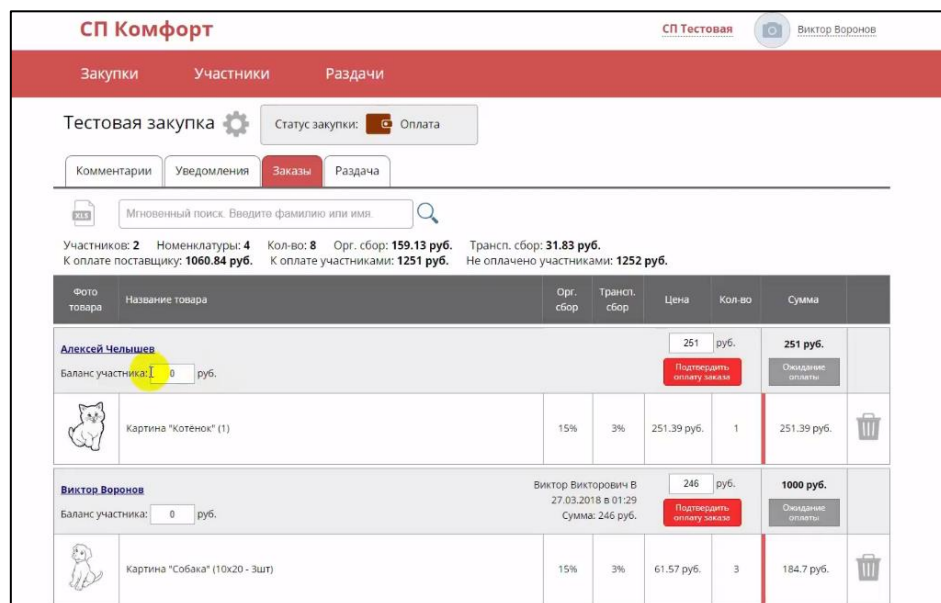 СП Комфорт
СП Тестовая
Виктор Воронов
Закупки Участники Раздачи
Тестовая закупка
Статус закупки: Оплата
Комментарии Уведомления Заказы Раздача
XLS
Мгновенный поиск. Введите фамилию или имя.
Участников: 2 Номенклатуры: 4 Кол-во: 8 Орг. сбор: 159.13 руб. Трансп. сбор: 31.83 руб.
К оплате поставщику: 1060.84 руб. К оплате участниками: 1251 руб. Не оплачено участниками: 1252 руб.
Фото товара Название товара Орг. сбор Трансп. сбор Цена Кол-во Сумма
Алексей Челышев
251 руб.
251 руб.
Баланс участника: 0 руб.
Подтвердить
оплату заказа
Ожидание
оплаты
Картина "Котёнок" (1) 15% 3% 251.39 руб. 1 251.39 руб.
Виктор Воронов
Виктор Викторович В
27.03.2018 в 01:29
Сумма: 246 руб.
246 руб.
1000 руб.
Баланс участника: 0 руб.
Подтвердить
оплату заказа
Ожидание
оплаты
Картина "Собака" (10x20 - 3шт) 15% 3% 61.57 руб. 3 184.7 руб.